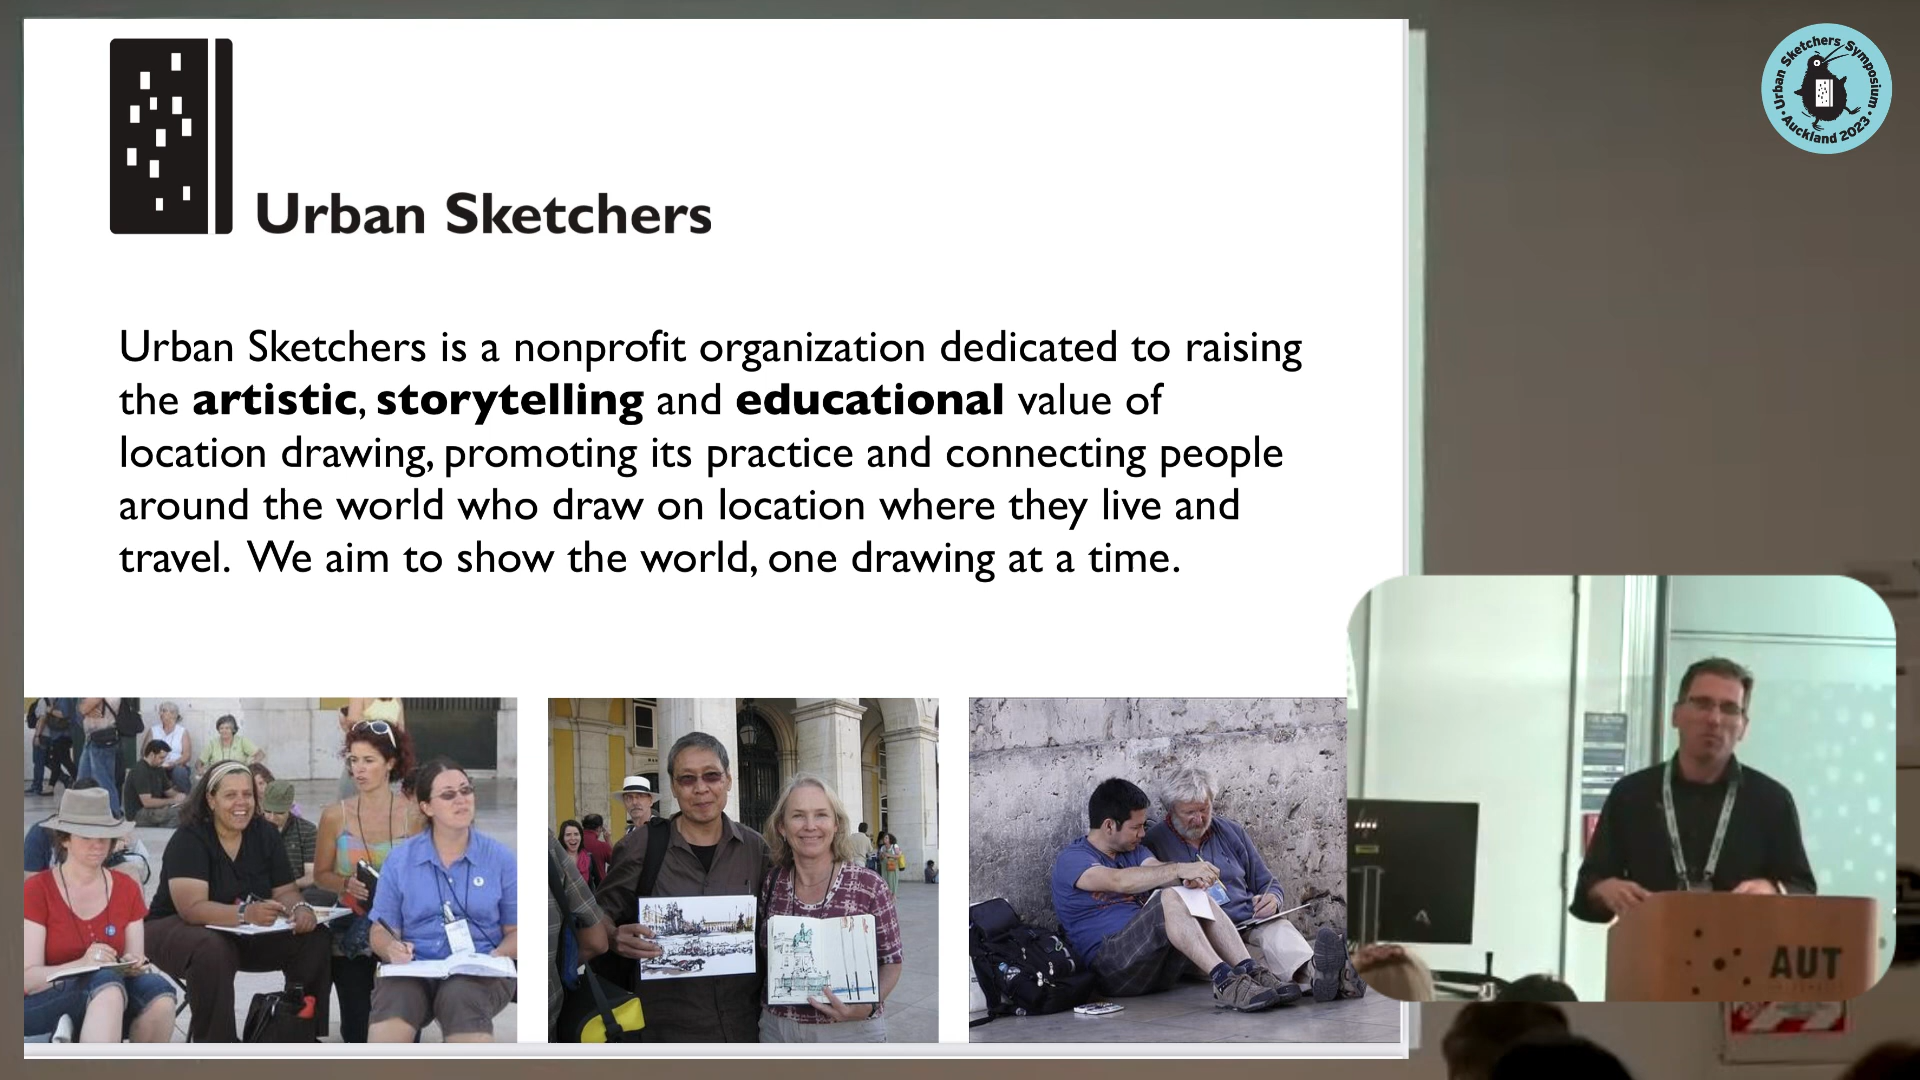 Urban Sketchers
Urban Sketchers is a nonprofit organization dedicated to raising
the artistic, storytelling and educational value of
location drawing, promoting its practice and connecting people
around the world who draw on location where they live and
travel. We aim to show the world, one drawing at a time.
Urban Sketchers Symposium
Auckland 2023
AUT